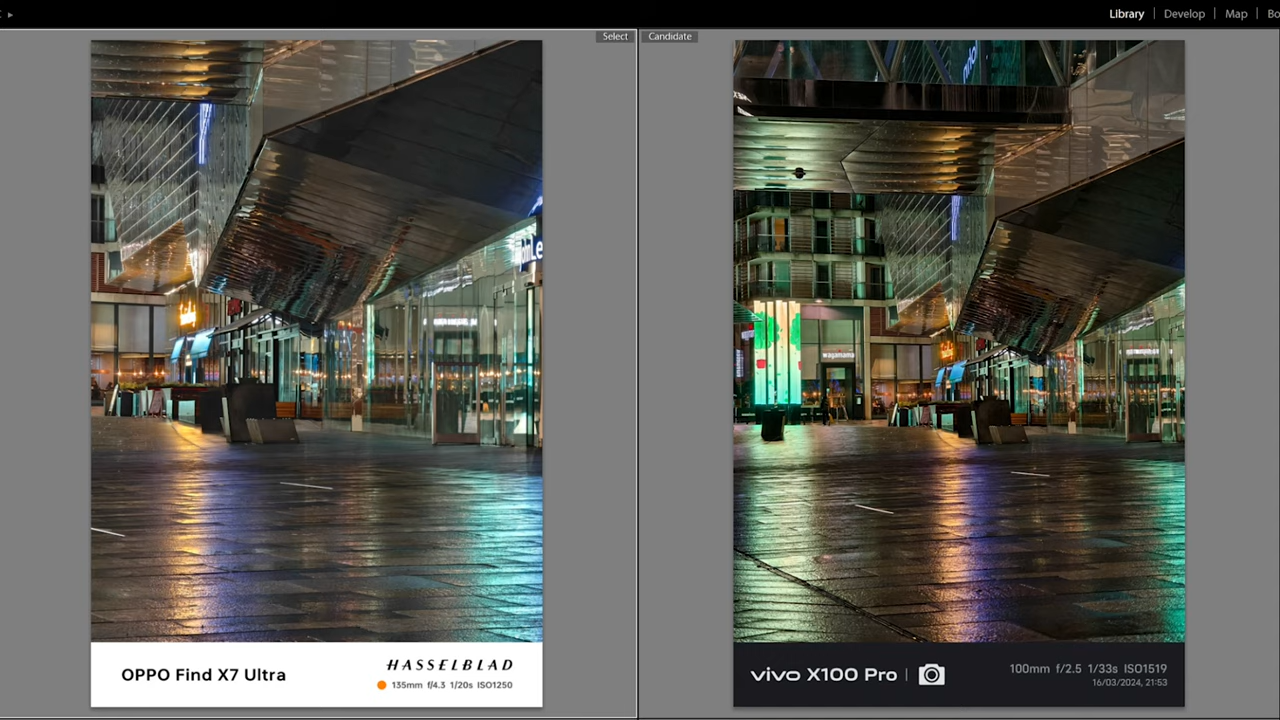 Library | Develop | Map | Bo
Select
Candidate
wagamama
OPPO Find X7 Ultra
HASSELBLAD
135mm f/4.3 1/20s ISO1250
vivo X100 Pro |
100mm f/2.5 1/33s ISO1519
16/03/2024, 21:53